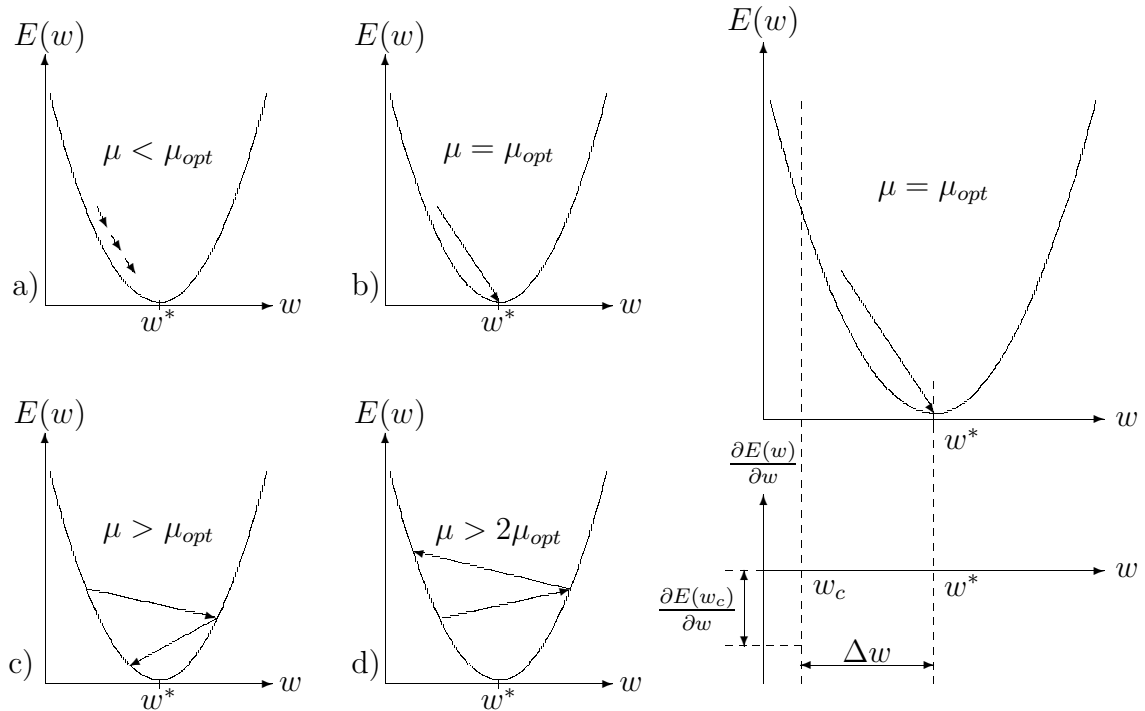 E(w)
μ < μ_opt
a)
w
w*
E(w)
μ = μ_opt
b)
w
w*
E(w)
μ > μ_opt
c)
w
w*
E(w)
μ > 2μ_opt
d)
w
w*
E(w)
μ = μ_opt
w
w*
∂E(w)/∂w
w
w_c
w*
∂E(w_c)/∂w
Δw